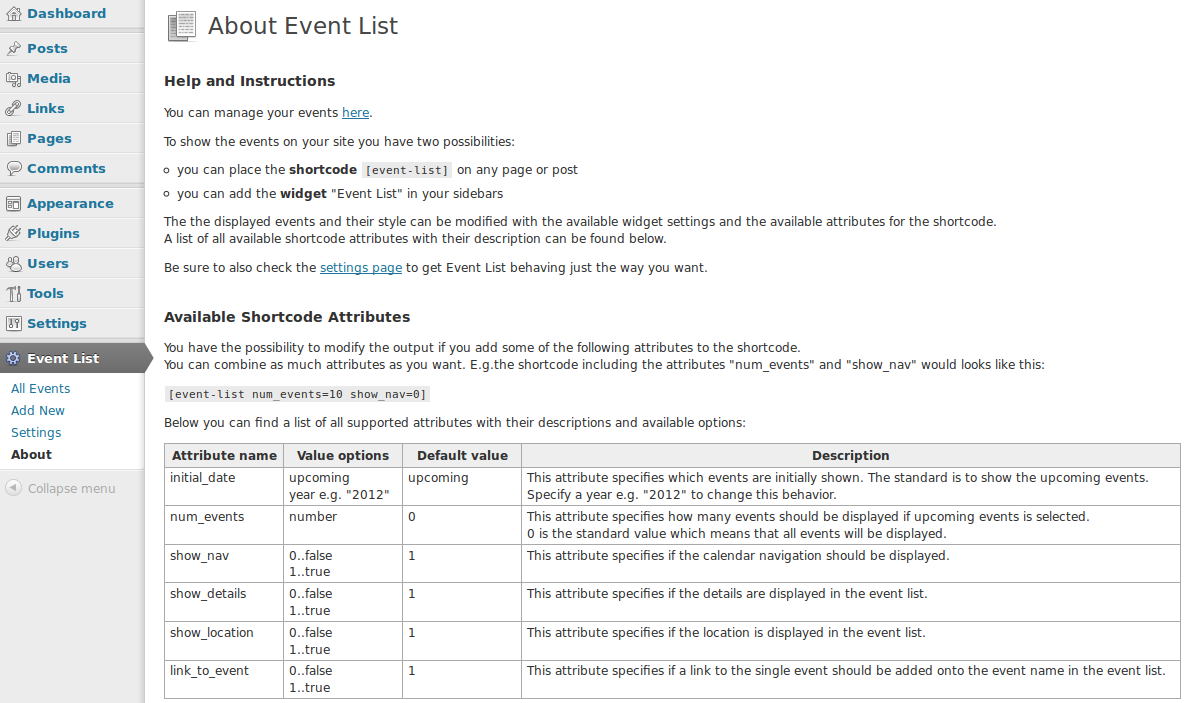 Dashboard
Posts
Media
Links
Pages
Comments
Appearance
Plugins
Users
Tools
Settings
Event List
All Events
Add New
Settings
About
Collapse menu
About Event List
Help and Instructions
You can manage your events here.
To show the events on your site you have two possibilities:
you can place the shortcode [event-list] on any page or post
you can add the widget "Event List" in your sidebars
The the displayed events and their style can be modified with the available widget settings and the available attributes for the shortcode.
A list of all available shortcode attributes with their description can be found below.
Be sure to also check the settings page to get Event List behaving just the way you want.
Available Shortcode Attributes
You have the possibility to modify the output if you add some of the following attributes to the shortcode.
You can combine as much attributes as you want. E.g.the shortcode including the attributes "num_events" and "show_nav" would looks like this:
[event-list num_events=10 show_nav=0]
Below you can find a list of all supported attributes with their descriptions and available options:
Attribute name Value options Default value Description
initial_date upcoming upcoming This attribute specifies which events are initially shown. The standard is to show the upcoming events.
year e.g. "2012" Specify a year e.g. "2012" to change this behavior.
num_events number 0 This attribute specifies how many events should be displayed if upcoming events is selected.
0 is the standard value which means that all events will be displayed.
show_nav 0..false 1 This attribute specifies if the calendar navigation should be displayed.
1..true
show_details 0..false 1 This attribute specifies if the details are displayed in the event list.
1..true
show_location 0..false 1 This attribute specifies if the location is displayed in the event list.
1..true
link_to_event 0..false 1 This attribute specifies if a link to the single event should be added onto the event name in the event list.
1..true